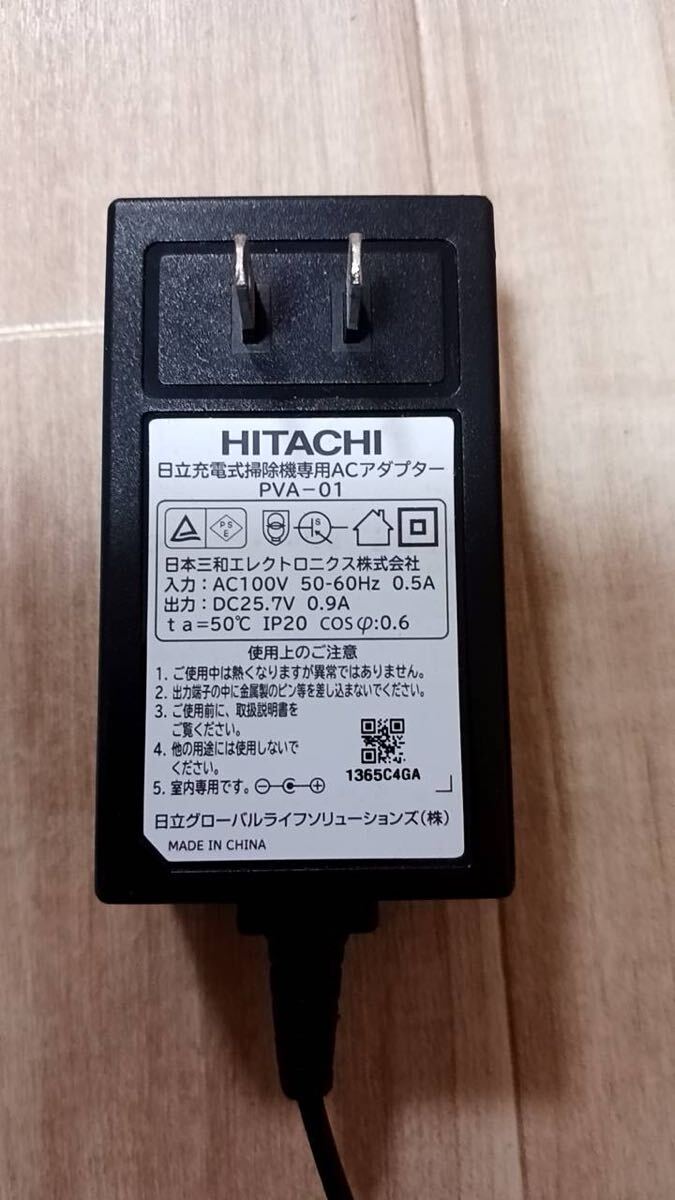 HITACHI
日立充電式掃除機専用ACアダプター
PVA-01
PS
E
S
日本三和エレクトロニクス株式会社
入力：AC100V 50-60Hz 0.5A
出力：DC25.7V 0.9A
ta=50℃ IP20 COSφ:0.6
使用上のご注意
1. ご使用中は熱くなりますが異常ではありません。
2. 出力端子の中に金属製のピン等を差し込まないでください。
3. ご使用前に、取扱説明書を
ご覧ください。
4. 他の用途には使用しないで
ください。
5. 室内専用です。
1365C4GA
日立グローバルライフソリューションズ(株)
MADE IN CHINA